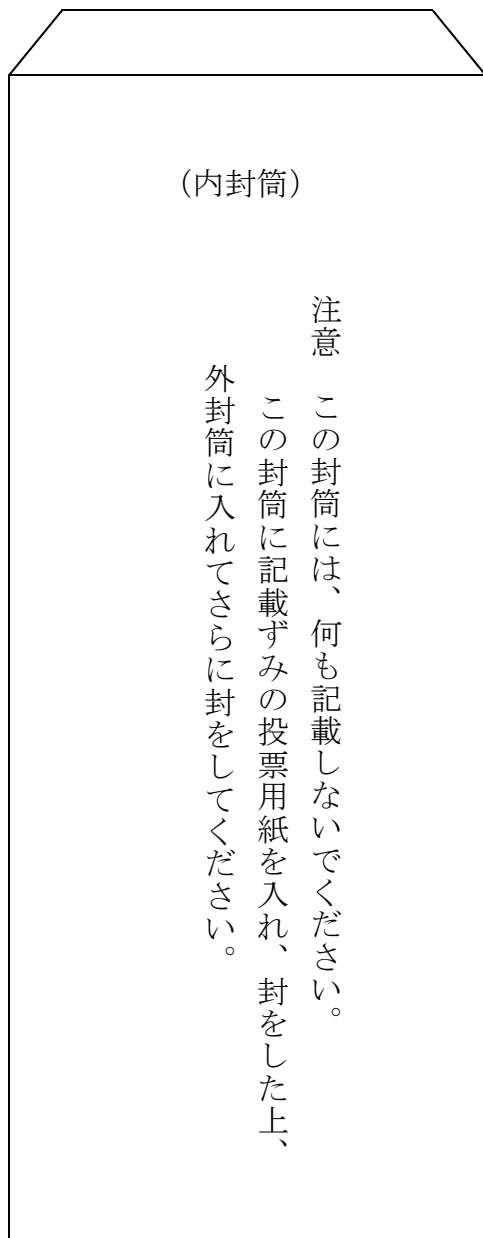 (内封筒)
注意　この封筒には、何も記載しないでください。
この封筒に記載ずみの投票用紙を入れ、封をした上、
外封筒に入れてさらに封をしてください。